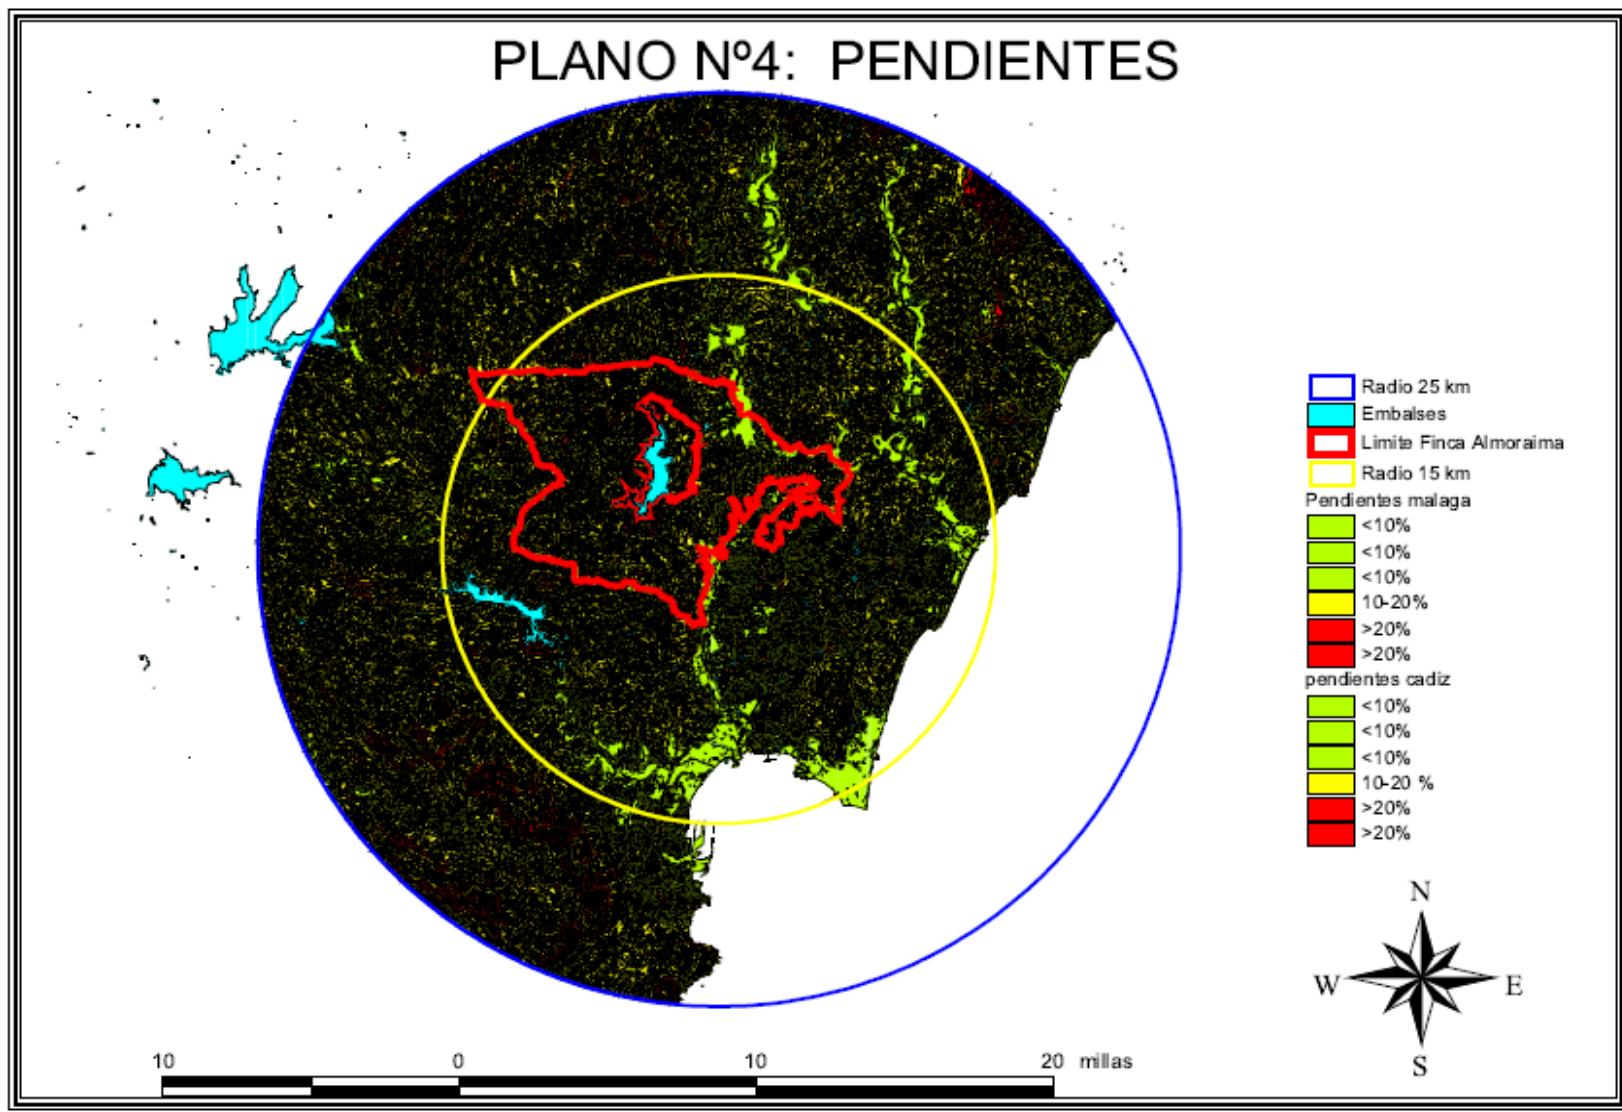 PLANO Nº4: PENDIENTES
Radio 25 km
Embalses
Limite Finca Almoraima
Radio 15 km
Pendientes malaga
<10%
<10%
<10%
10-20%
>20%
>20%
pendientes cadiz
<10%
<10%
<10%
10-20 %
>20%
>20%
N
W E
S
10 0 10 20 millas